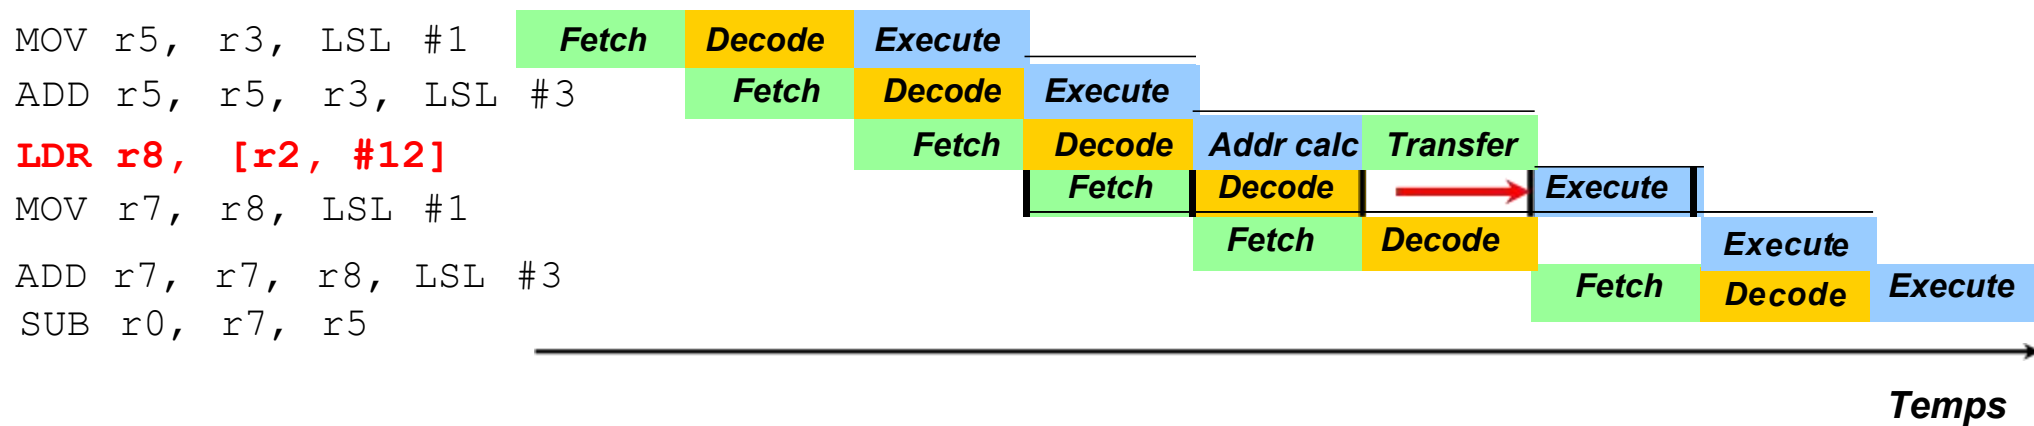 MOV r5, r3, LSL #1 Fetch Decode Execute
ADD r5, r5, r3, LSL #3 Fetch Decode Execute
LDR r8, [r2, #12] Fetch Decode Addr calc Transfer
MOV r7, r8, LSL #1 Fetch Decode Execute
ADD r7, r7, r8, LSL #3 Fetch Decode Execute
SUB r0, r7, r5 Fetch Decode Execute
Temps